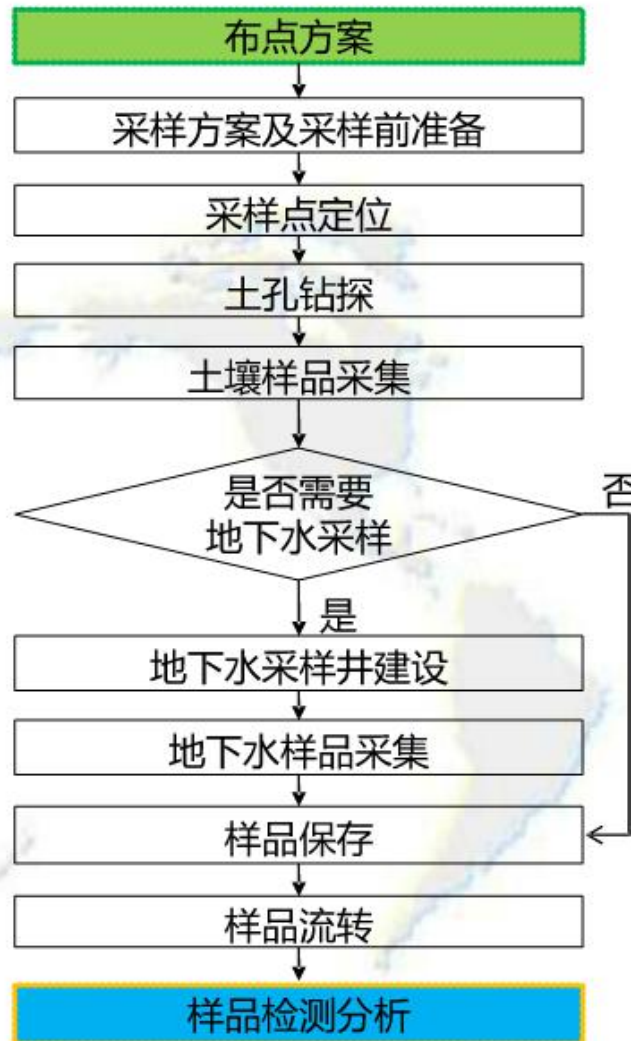 布点方案
采样方案及采样前准备
采样点定位
土孔钻探
土壤样品采集
是否需要
地下水采样
否
是
地下水采样井建设
地下水样品采集
样品保存
样品流转
样品检测分析